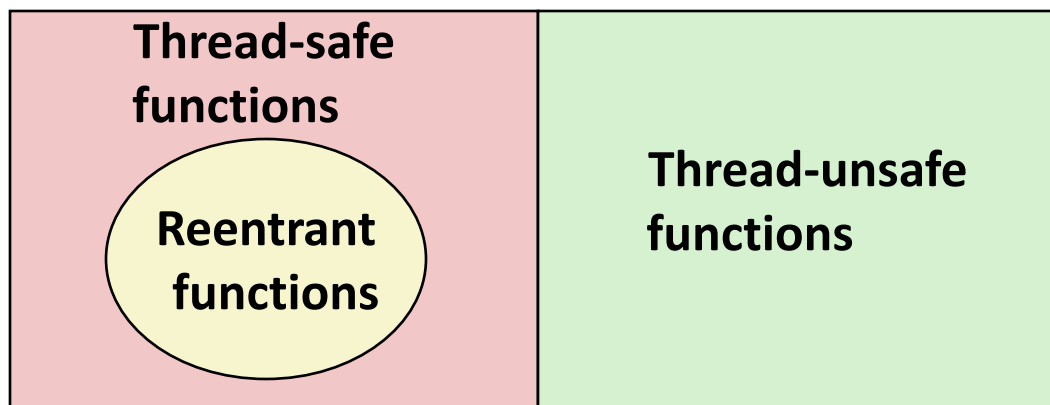 Thread-safe
functions
Reentrant
functions
Thread-unsafe
functions